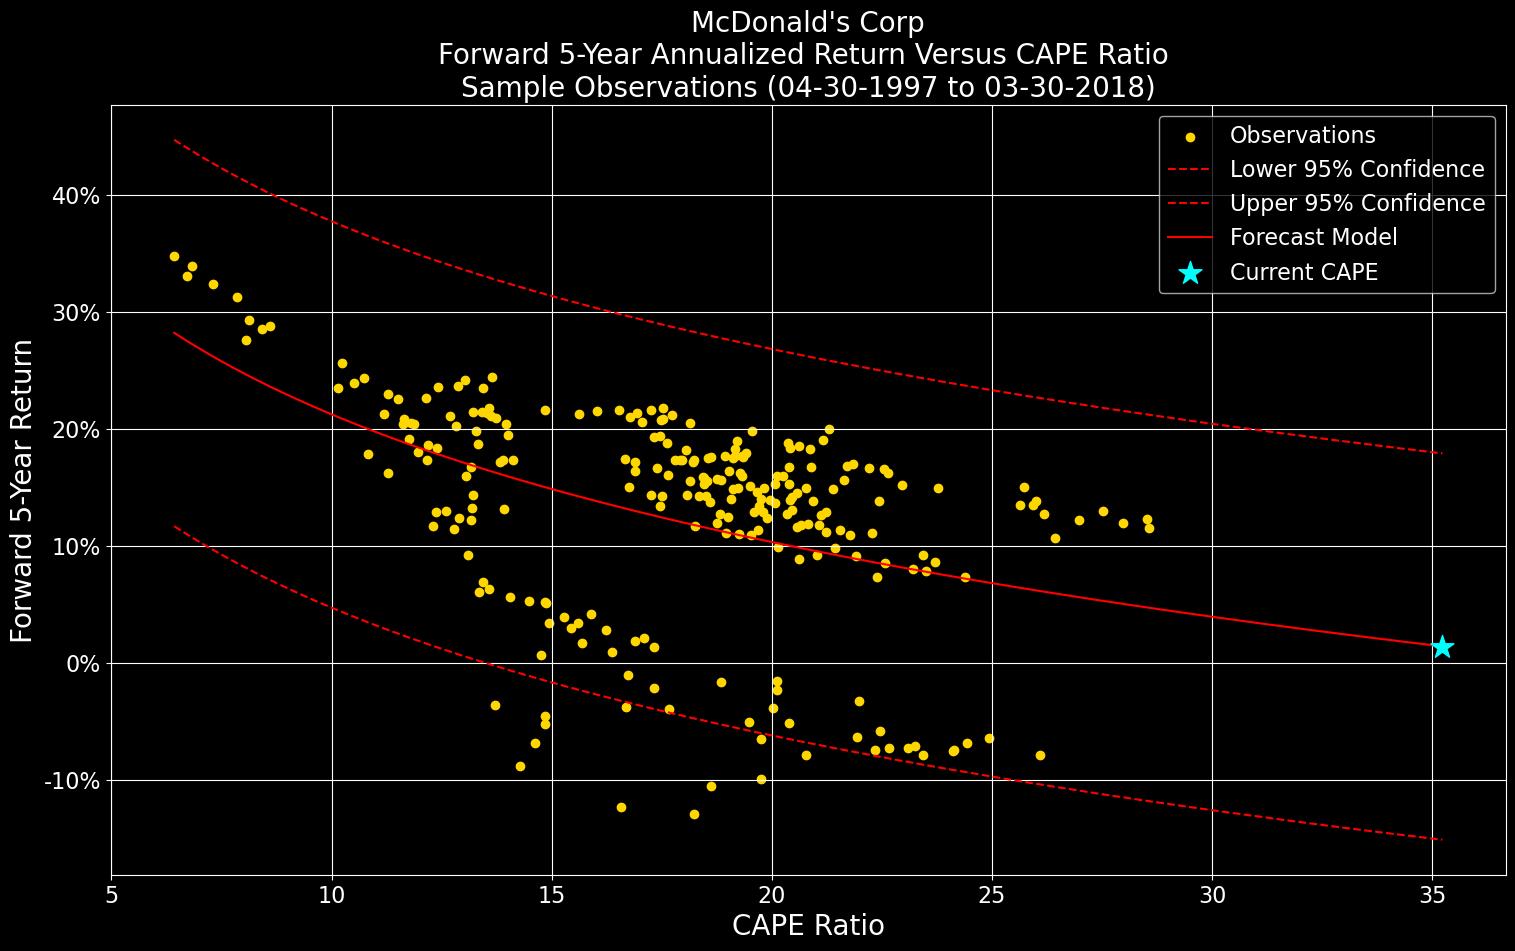 McDonald's Corp
Forward 5-Year Annualized Return Versus CAPE Ratio
Sample Observations (04-30-1997 to 03-30-2018)
Forward 5-Year Return
40%
30%
20%
10%
0%
-10%
Observations
Lower 95% Confidence
Upper 95% Confidence
Forecast Model
Current CAPE
5
10
15
20
25
30
35
CAPE Ratio